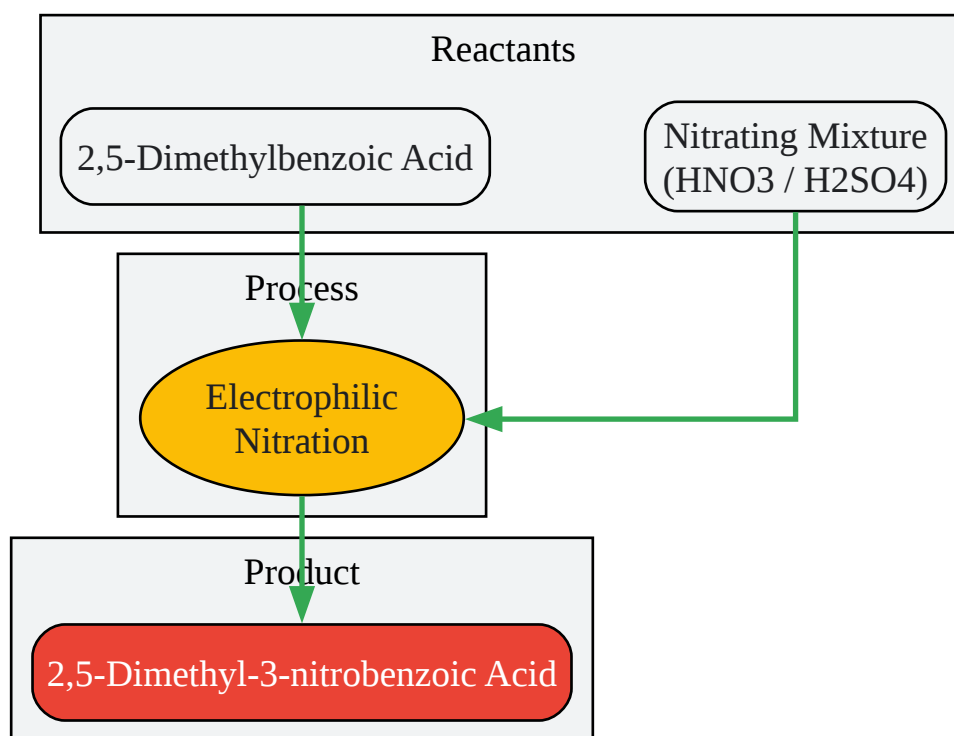 Reactants
2,5-Dimethylbenzoic Acid
Nitrating Mixture
(HNO3 / H2SO4)
Process
Electrophilic
Nitration
Product
2,5-Dimethyl-3-nitrobenzoic Acid